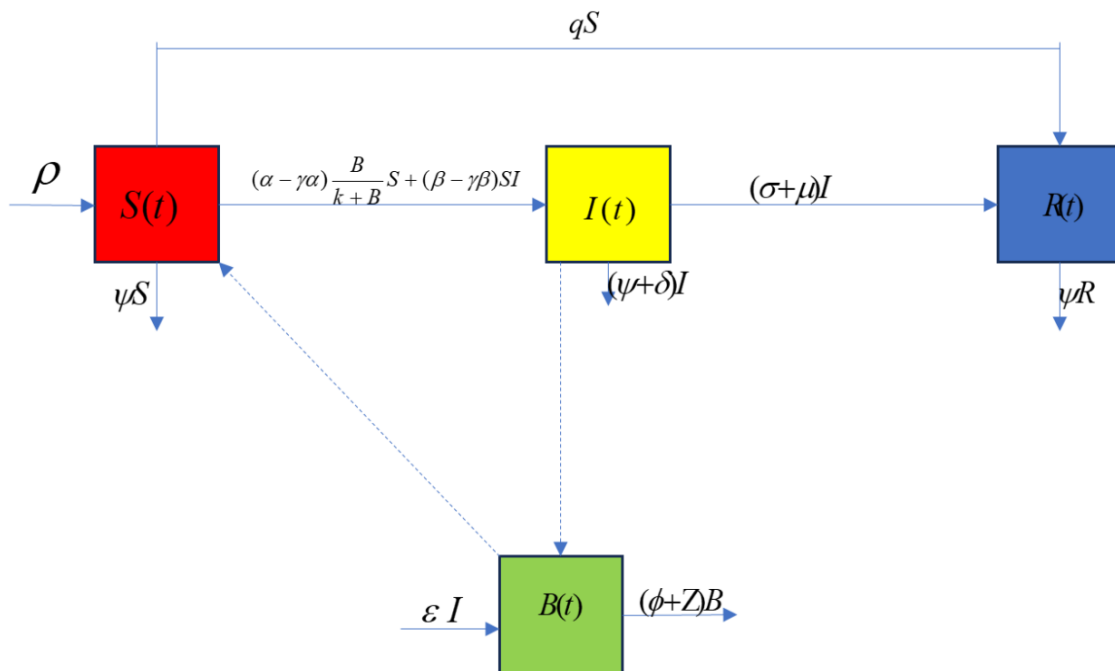 qS
ρ
S(t)
(α − γα) B/(k + B) S + (β − γβ)SI
I(t)
(σ+μ)I
R(t)
ψS
(ψ+δ)I
ψR
ε I
B(t)
(ϕ+Z)B